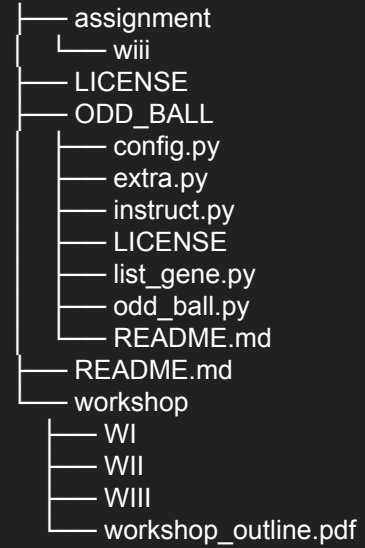 ├── assignment
│   └── wiii
├── LICENSE
├── ODD_BALL
│   ├── config.py
│   ├── extra.py
│   ├── instruct.py
│   ├── LICENSE
│   ├── list_gene.py
│   ├── odd_ball.py
│   └── README.md
├── README.md
└── workshop
    ├── WI
    ├── WII
    ├── WIII
    └── workshop_outline.pdf